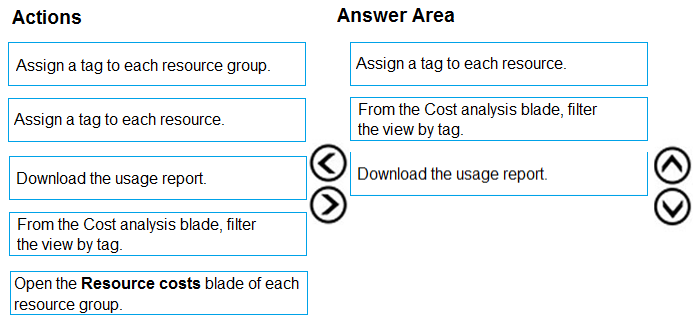 Actions
Assign a tag to each resource group.
Assign a tag to each resource.
Download the usage report.
From the Cost analysis blade, filter
the view by tag.
Open the Resource costs blade of each
resource group.
Answer Area
Assign a tag to each resource.
From the Cost analysis blade, filter
the view by tag.
Download the usage report.